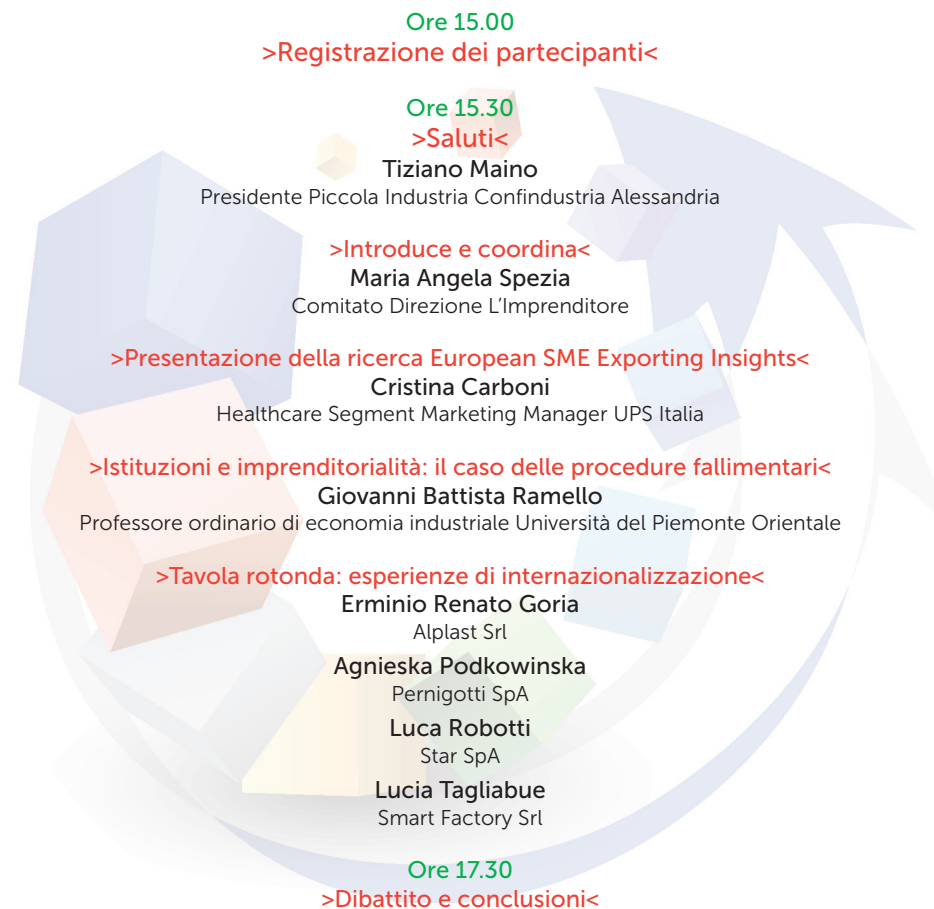 Ore 15.00
>Registrazione dei partecipanti<
Ore 15.30
>Saluti<
Tiziano Maino
Presidente Piccola Industria Confindustria Alessandria
>Introduce e coordina<
Maria Angela Spezia
Comitato Direzione L'Imprenditore
>Presentazione della ricerca European SME Exporting Insights<
Cristina Carboni
Healthcare Segment Marketing Manager UPS Italia
>Istituzioni e imprenditorialità: il caso delle procedure fallimentari<
Giovanni Battista Ramello
Professore ordinario di economia industriale Università del Piemonte Orientale
>Tavola rotonda: esperienze di internazionalizzazione<
Erminio Renato Goria
Alplast Srl
Agnieska Podkowinska
Pernigotti SpA
Luca Robotti
Star SpA
Lucia Tagliabue
Smart Factory Srl
Ore 17.30
>Dibattito e conclusioni<